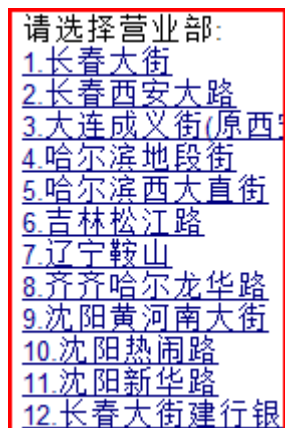 请选择营业部:
1.长春大街
2.长春西安大路
3.大连成义街(原西
4.哈尔滨地段街
5.哈尔滨西大直街
6.吉林松江路
7.辽宁鞍山
8.齐齐哈尔龙华路
9.沈阳黄河南大街
10.沈阳热闹路
11.沈阳新华路
12.长春大街建行银